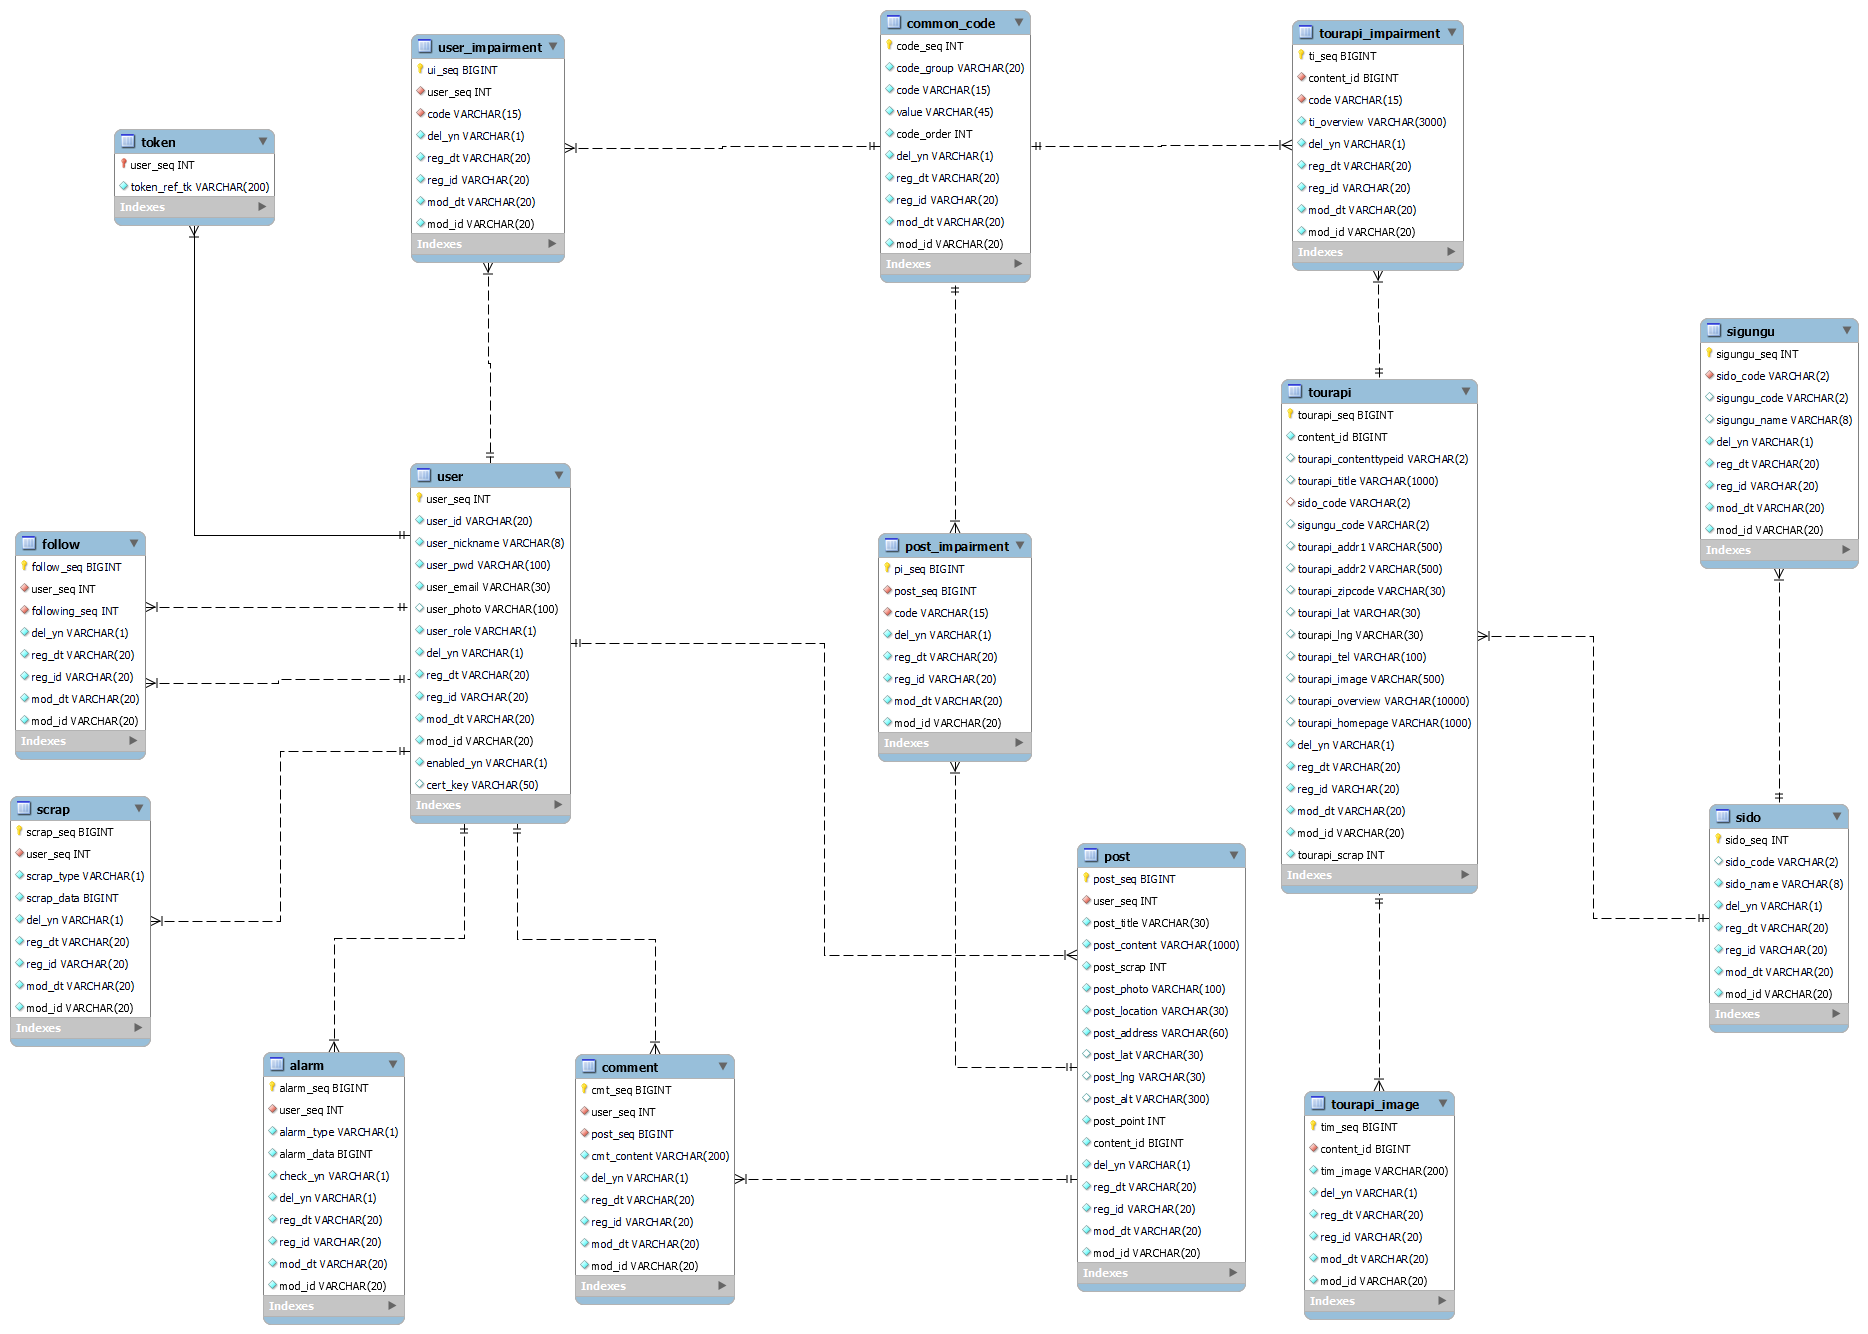 user_impairment
ui_seq BIGINT
user_seq INT
code VARCHAR(15)
del_yn VARCHAR(1)
reg_dt VARCHAR(20)
reg_id VARCHAR(20)
mod_dt VARCHAR(20)
mod_id VARCHAR(20)
Indexes
common_code
code_seq INT
code_group VARCHAR(20)
code VARCHAR(15)
value VARCHAR(45)
code_order INT
del_yn VARCHAR(1)
reg_dt VARCHAR(20)
reg_id VARCHAR(20)
mod_dt VARCHAR(20)
mod_id VARCHAR(20)
Indexes
tourapi_impairment
ti_seq BIGINT
content_id BIGINT
code VARCHAR(15)
ti_overview VARCHAR(3000)
del_yn VARCHAR(1)
reg_dt VARCHAR(20)
reg_id VARCHAR(20)
mod_dt VARCHAR(20)
mod_id VARCHAR(20)
Indexes
token
user_seq INT
token_ref_tk VARCHAR(200)
Indexes
sigungu
sigungu_seq INT
sido_code VARCHAR(2)
sigungu_code VARCHAR(2)
sigungu_name VARCHAR(8)
del_yn VARCHAR(1)
reg_dt VARCHAR(20)
reg_id VARCHAR(20)
mod_dt VARCHAR(20)
mod_id VARCHAR(20)
Indexes
tourapi
tourapi_seq BIGINT
content_id BIGINT
tourapi_contenttypeid VARCHAR(2)
tourapi_title VARCHAR(1000)
sido_code VARCHAR(2)
sigungu_code VARCHAR(2)
tourapi_addr1 VARCHAR(500)
tourapi_addr2 VARCHAR(500)
tourapi_zipcode VARCHAR(30)
tourapi_lat VARCHAR(30)
tourapi_lng VARCHAR(30)
tourapi_tel VARCHAR(100)
tourapi_image VARCHAR(500)
tourapi_overview VARCHAR(10000)
tourapi_homepage VARCHAR(1000)
del_yn VARCHAR(1)
reg_dt VARCHAR(20)
reg_id VARCHAR(20)
mod_dt VARCHAR(20)
mod_id VARCHAR(20)
tourapi_scrap INT
Indexes
user
user_seq INT
user_id VARCHAR(20)
user_nickname VARCHAR(8)
user_pwd VARCHAR(100)
user_email VARCHAR(30)
user_photo VARCHAR(100)
user_role VARCHAR(1)
del_yn VARCHAR(1)
reg_dt VARCHAR(20)
reg_id VARCHAR(20)
mod_dt VARCHAR(20)
mod_id VARCHAR(20)
enabled_yn VARCHAR(1)
cert_key VARCHAR(50)
Indexes
follow
follow_seq BIGINT
user_seq INT
following_seq INT
del_yn VARCHAR(1)
reg_dt VARCHAR(20)
reg_id VARCHAR(20)
mod_dt VARCHAR(20)
mod_id VARCHAR(20)
Indexes
post_impairment
pi_seq BIGINT
post_seq BIGINT
code VARCHAR(15)
del_yn VARCHAR(1)
reg_dt VARCHAR(20)
reg_id VARCHAR(20)
mod_dt VARCHAR(20)
mod_id VARCHAR(20)
Indexes
scrap
scrap_seq BIGINT
user_seq INT
scrap_type VARCHAR(1)
scrap_data BIGINT
del_yn VARCHAR(1)
reg_dt VARCHAR(20)
reg_id VARCHAR(20)
mod_dt VARCHAR(20)
mod_id VARCHAR(20)
Indexes
sido
sido_seq INT
sido_code VARCHAR(2)
sido_name VARCHAR(8)
del_yn VARCHAR(1)
reg_dt VARCHAR(20)
reg_id VARCHAR(20)
mod_dt VARCHAR(20)
mod_id VARCHAR(20)
Indexes
post
post_seq BIGINT
user_seq INT
post_title VARCHAR(30)
post_content VARCHAR(1000)
post_scrap INT
post_photo VARCHAR(100)
post_location VARCHAR(30)
post_address VARCHAR(60)
post_lat VARCHAR(30)
post_lng VARCHAR(30)
post_alt VARCHAR(300)
post_point INT
content_id BIGINT
del_yn VARCHAR(1)
reg_dt VARCHAR(20)
reg_id VARCHAR(20)
mod_dt VARCHAR(20)
mod_id VARCHAR(20)
Indexes
alarm
alarm_seq BIGINT
user_seq INT
alarm_type VARCHAR(1)
alarm_data BIGINT
check_yn VARCHAR(1)
del_yn VARCHAR(1)
reg_dt VARCHAR(20)
reg_id VARCHAR(20)
mod_dt VARCHAR(20)
mod_id VARCHAR(20)
Indexes
comment
cmt_seq BIGINT
user_seq INT
post_seq BIGINT
cmt_content VARCHAR(200)
del_yn VARCHAR(1)
reg_dt VARCHAR(20)
reg_id VARCHAR(20)
mod_dt VARCHAR(20)
mod_id VARCHAR(20)
Indexes
tourapi_image
tim_seq BIGINT
content_id BIGINT
tim_image VARCHAR(200)
del_yn VARCHAR(1)
reg_dt VARCHAR(20)
reg_id VARCHAR(20)
mod_dt VARCHAR(20)
mod_id VARCHAR(20)
Indexes